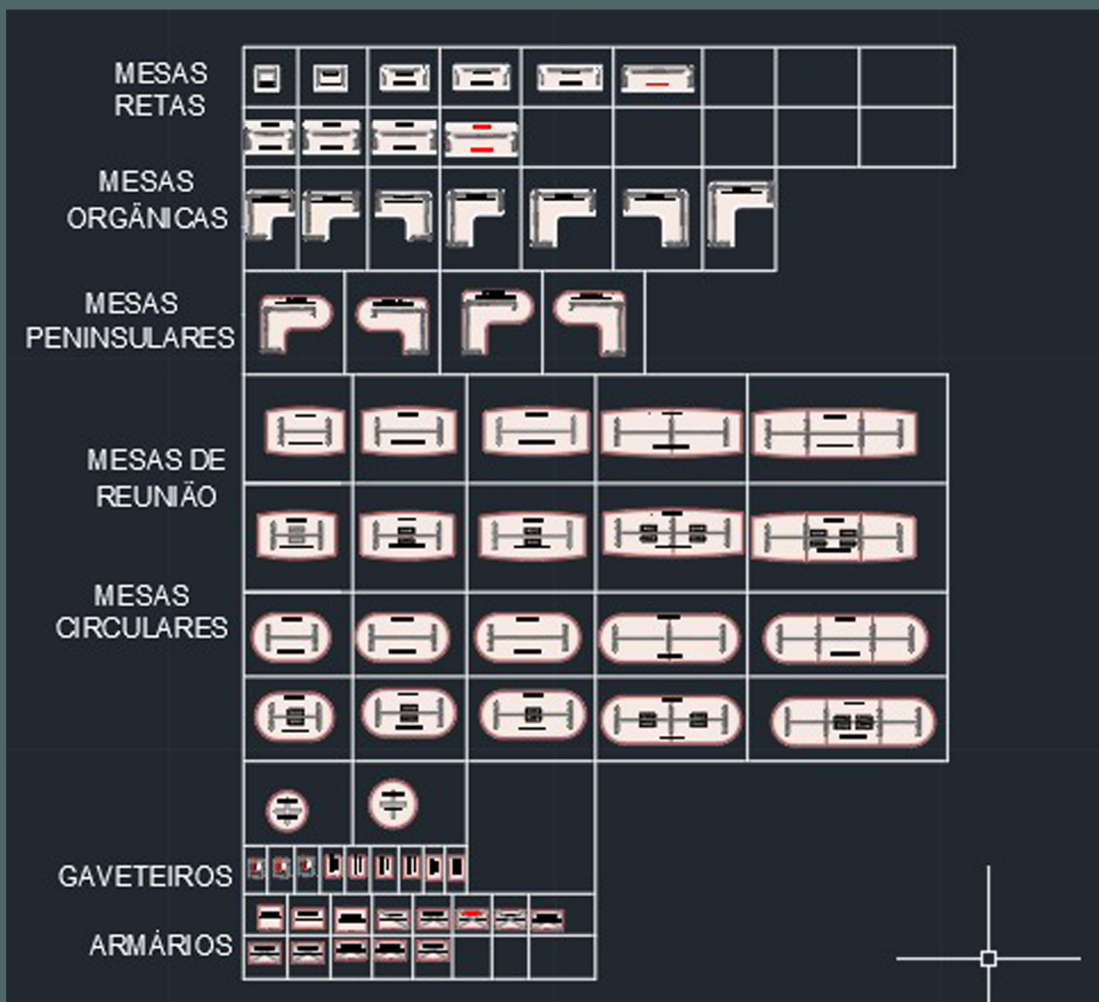 MESAS
RETAS
MESAS
ORGÂNICAS
MESAS
PENINSULARES
MESAS DE
REUNIÃO
MESAS
CIRCULARES
GAVETEIROS
ARMÁRIOS